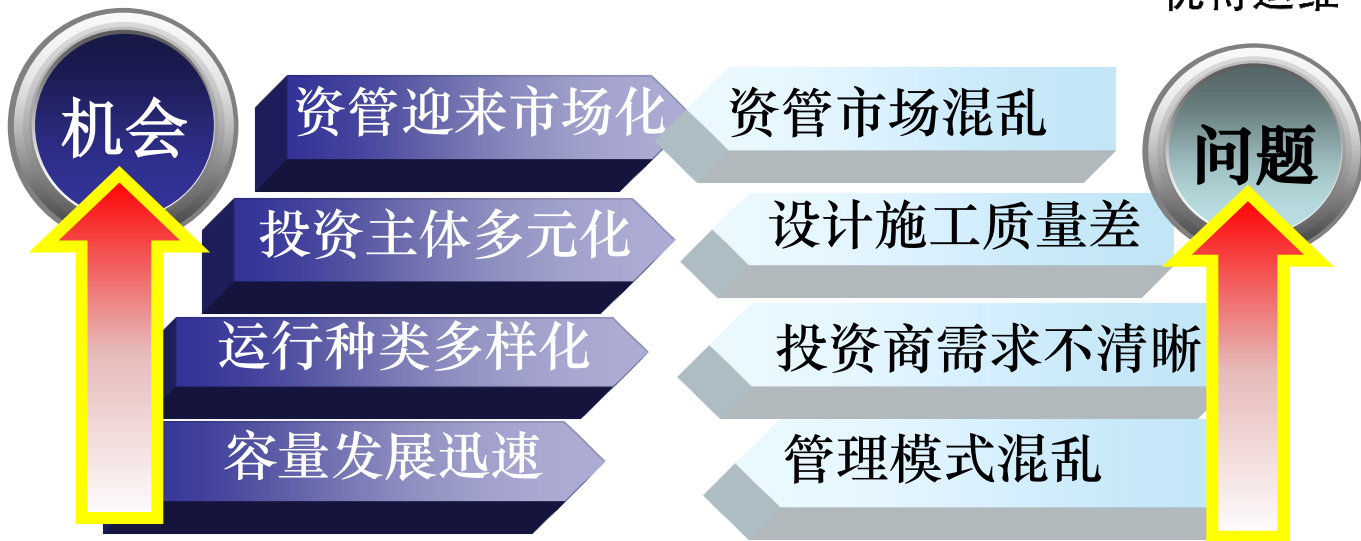 机会
资管迎来市场化
投资主体多元化
运行种类多样化
容量发展迅速
资管市场混乱
设计施工质量差
投资商需求不清晰
管理模式混乱
问题